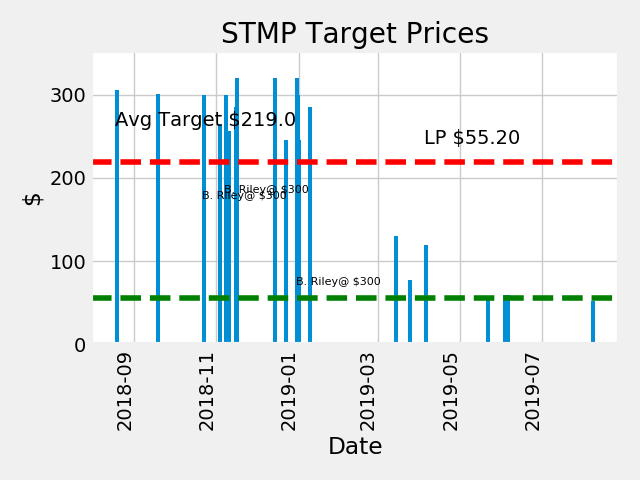 STMP Target Prices
300
Avg Target $219.0
LP $55.20
200
B. Riley@ $300
B. Riley@ $300
$
100
B. Riley@ $300
0
2018-09
2018-11
2019-01
2019-03
2019-05
2019-07
Date